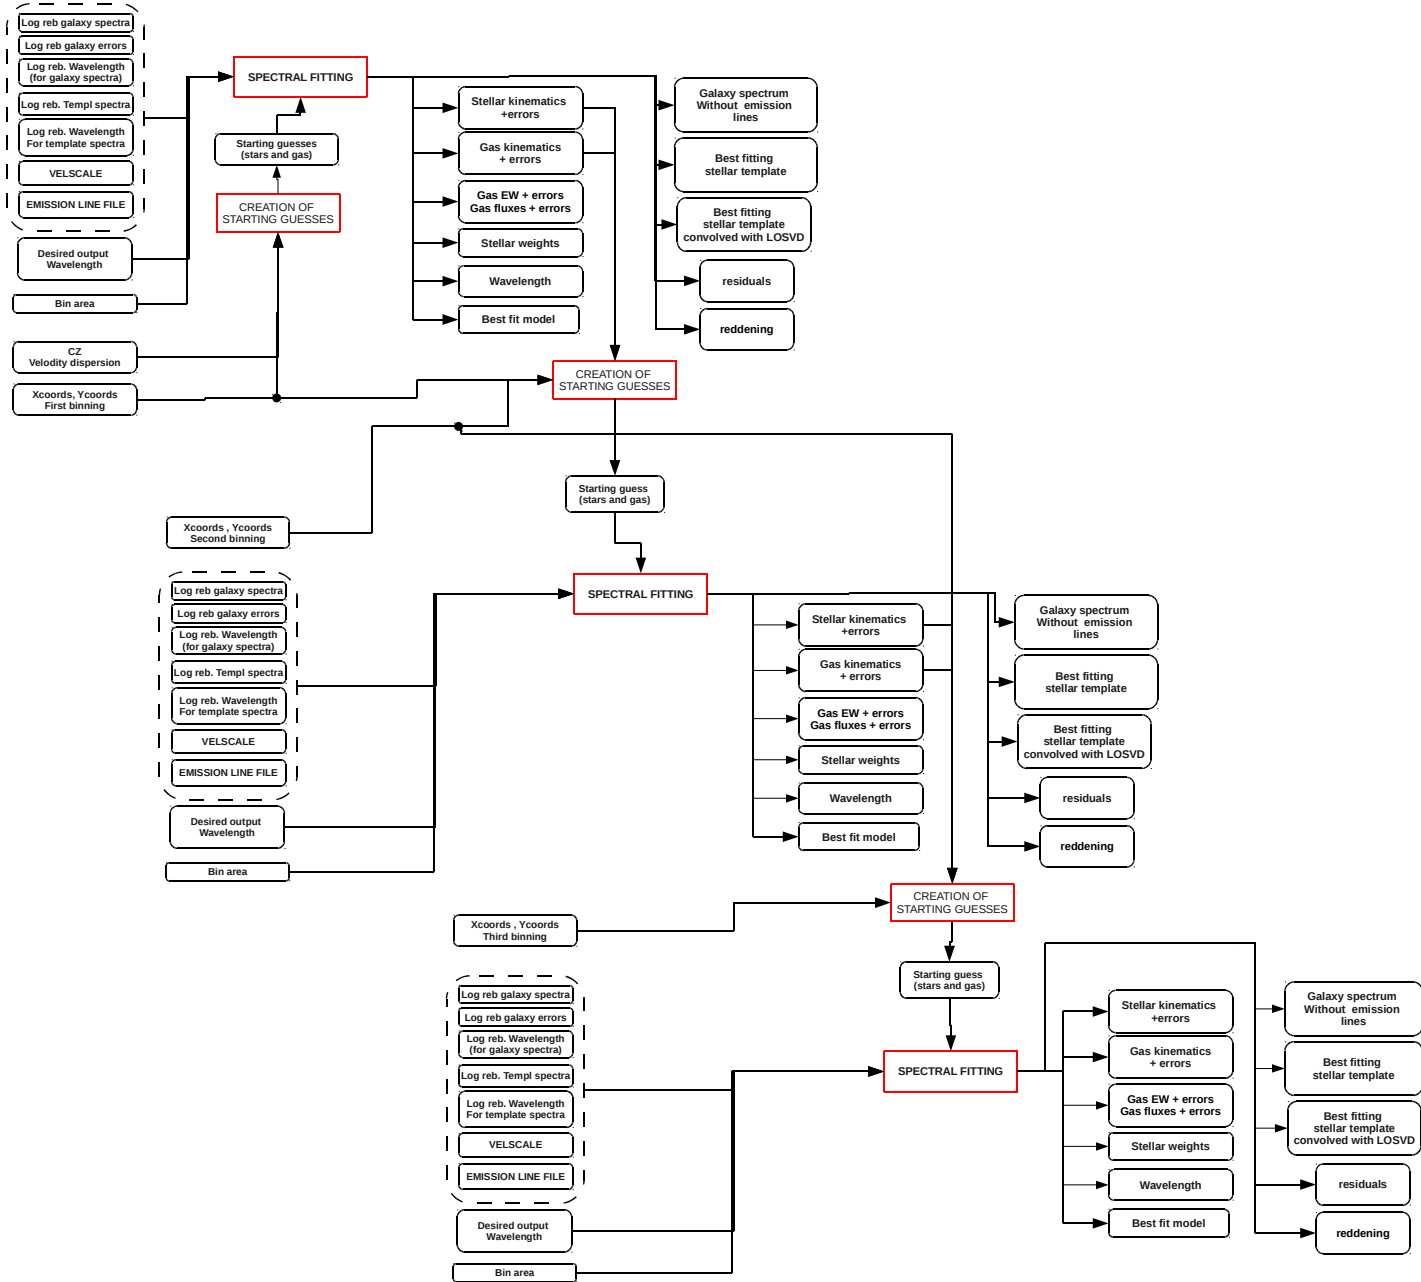 Log reb galaxy spectra
Log reb galaxy errors
Log reb. Wavelength
(for galaxy spectra)
Log reb. Templ spectra
Log reb. Wavelength
For template spectra
VELSCALE
EMISSION LINE FILE
Desired output
Wavelength
Bin area
CZ
Velodity dispersion
Xcoords, Ycoords
First binning
SPECTRAL FITTING
Starting guesses
(stars and gas)
CREATION OF
STARTING GUESSES
Stellar kinematics
+errors
Gas kinematics
+ errors
Gas EW + errors
Gas fluxes + errors
Stellar weights
Wavelength
Best fit model
Galaxy spectrum
Without emission
lines
Best fitting
stellar template
Best fitting
stellar template
convolved with LOSVD
residuals
reddening
CREATION OF
STARTING GUESSES
Starting guess
(stars and gas)
Xcoords , Ycoords
Second binning
Log reb galaxy spectra
Log reb galaxy errors
Log reb. Wavelength
(for galaxy spectra)
Log reb. Templ spectra
Log reb. Wavelength
For template spectra
VELSCALE
EMISSION LINE FILE
Desired output
Wavelength
Bin area
SPECTRAL FITTING
Stellar kinematics
+errors
Gas kinematics
+ errors
Gas EW + errors
Gas fluxes + errors
Stellar weights
Wavelength
Best fit model
Galaxy spectrum
Without emission
lines
Best fitting
stellar template
Best fitting
stellar template
convolved with LOSVD
residuals
reddening
CREATION OF
STARTING GUESSES
Xcoords , Ycoords
Third binning
Starting guess
(stars and gas)
Log reb galaxy spectra
Log reb galaxy errors
Log reb. Wavelength
(for galaxy spectra)
Log reb. Templ spectra
Log reb. Wavelength
For template spectra
VELSCALE
EMISSION LINE FILE
Desired output
Wavelength
Bin area
SPECTRAL FITTING
Stellar kinematics
+errors
Gas kinematics
+ errors
Gas EW + errors
Gas fluxes + errors
Stellar weights
Wavelength
Best fit model
Galaxy spectrum
Without emission
lines
Best fitting
stellar template
Best fitting
stellar template
convolved with LOSVD
residuals
reddening